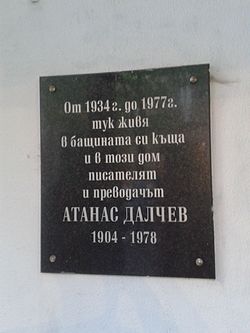 От 1934 г. до 1977 г.
тук живя
в бащината си къща
и в този дом
писателят
и преводачът
АТАНАС ДАЛЧЕВ
1904 - 1978